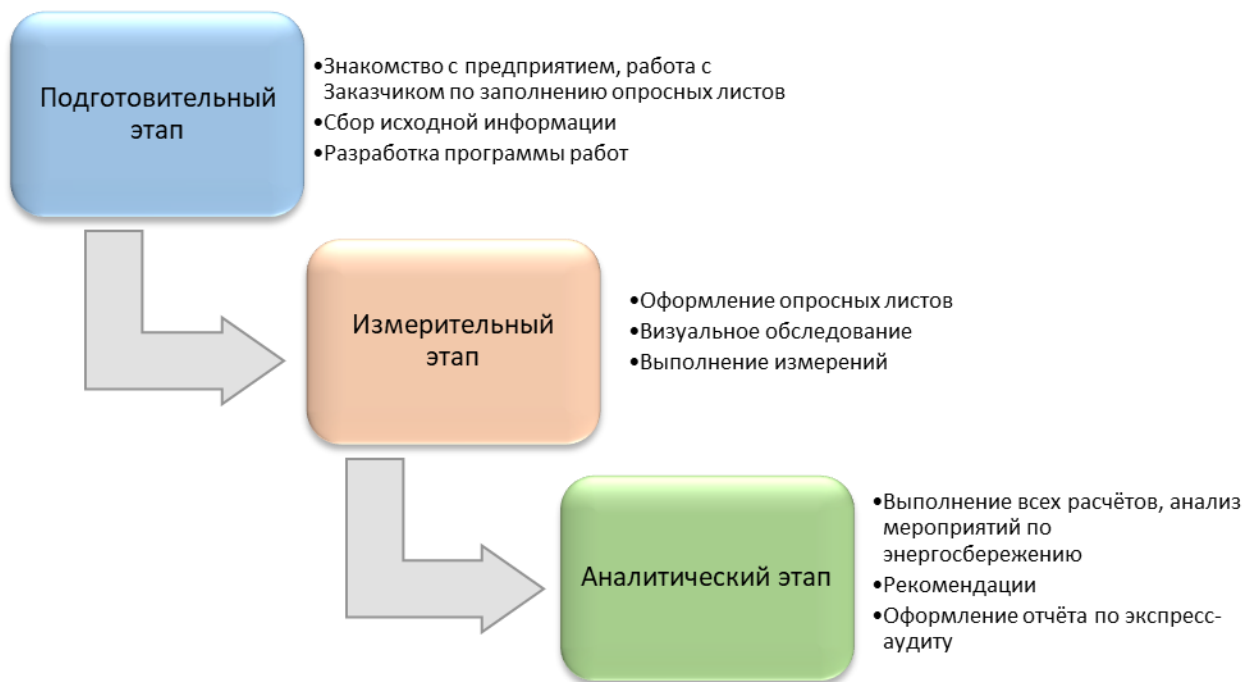 Подготовительный
этап
•Знакомство с предприятием, работа с
Заказчиком по заполнению опросных листов
•Сбор исходной информации
•Разработка программы работ
Измерительный
этап
•Оформление опросных листов
•Визуальное обследование
•Выполнение измерений
Аналитический этап
•Выполнение всех расчётов, анализ
мероприятий по
энергосбережению
•Рекомендации
•Оформление отчёта по экспресс-
аудиту